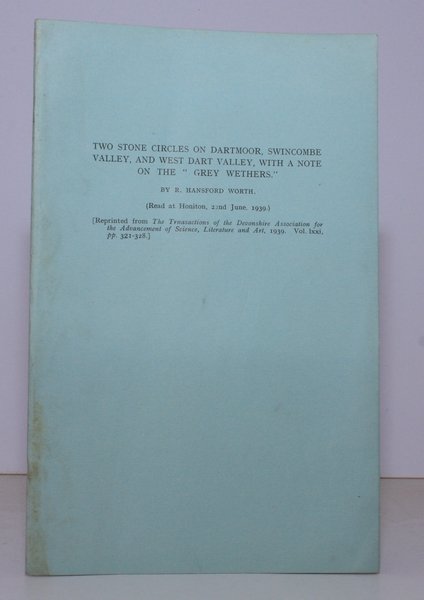 TWO STONE CIRCLES ON DARTMOOR, SWINCOMBE
VALLEY, AND WEST DART VALLEY, WITH A NOTE
ON THE " GREY WETHERS."
BY R. HANSFORD WORTH.
(Read at Honiton, 22nd June, 1939.)
[Reprinted from The Trnasactions of the Devonshire Association for
the Advancement of Science, Literature and Art, 1939. Vol. lxxi,
pp. 321-328.]